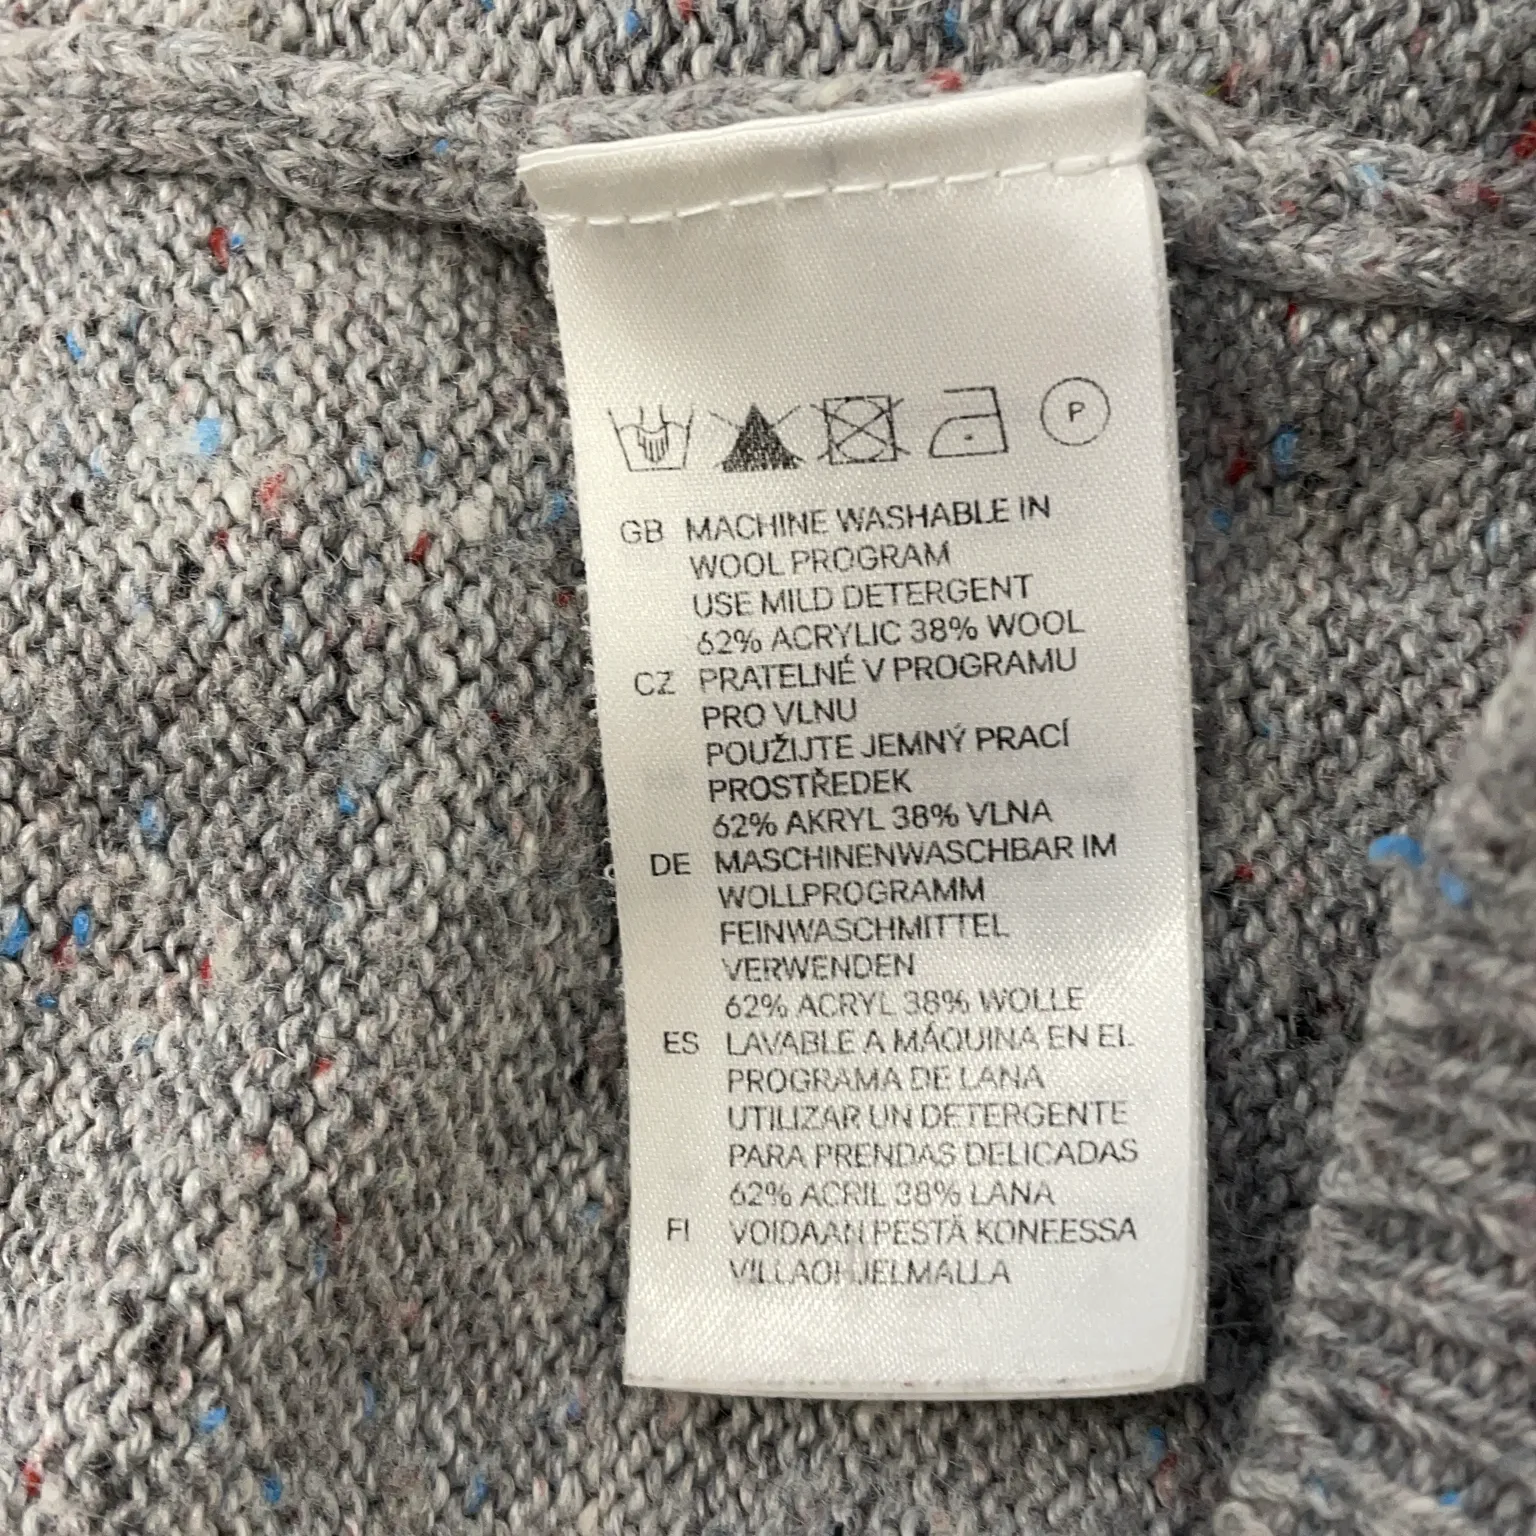 P
GB MACHINE WASHABLE IN
WOOL PROGRAM
USE MILD DETERGENT
62% ACRYLIC 38% WOOL
CZ PRATELNÉ V PROGRAMU
PRO VLNU
POUŽIJTE JEMNÝ PRACÍ
PROSTŘEDEK
62% AKRYL 38% VLNA
DE MASCHINENWASCHBAR IM
WOLLPROGRAMM
FEINWASCHMITTEL
VERWENDEN
62% ACRYL 38% WOLLE
ES LAVABLE A MÁQUINA EN EL
PROGRAMA DE LANA
UTILIZAR UN DETERGENTE
PARA PRENDAS DELICADAS
62% ACRIL 38% LANA
FI VOIDAAN PESTÄ KONEESSA
VILLAOHJELMALLA